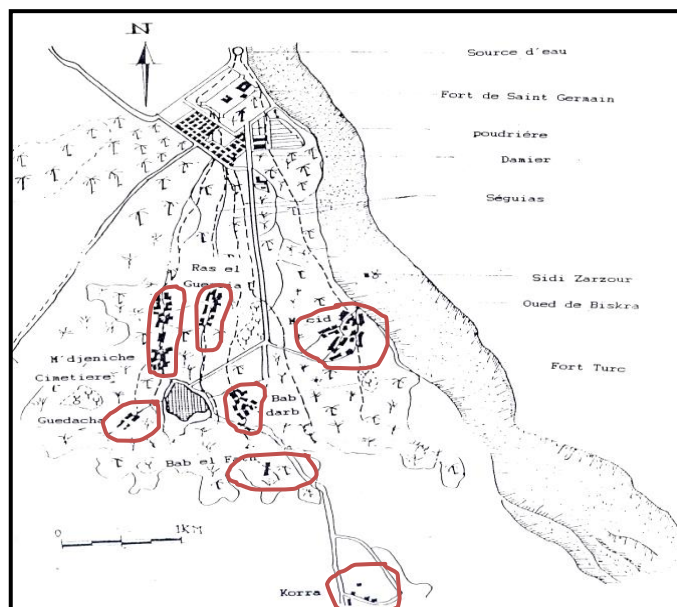 N
Source d'eau
Fort de Saint Germain
poudriére
Damier
Séguias
Ras el
Sidi Zarzour
Oued de Biskra
M'djeniche
Cimetiere
Fort Turc
Guedacha
Bab
darb
Bab el Feth
0 1KM
Korra